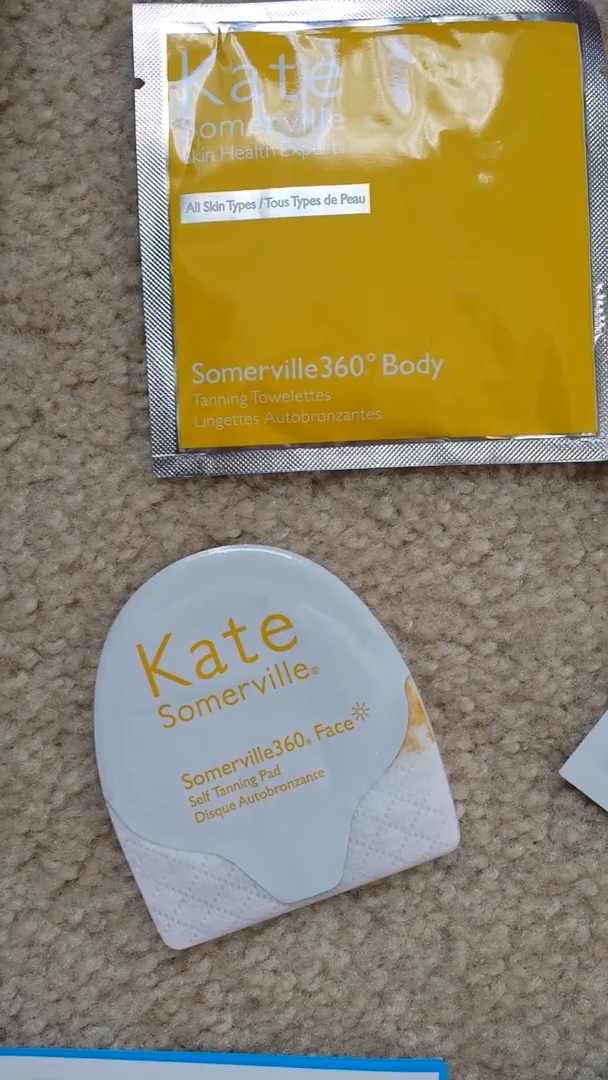 Kate
Somerville
Skin Health Experts
All Skin Types / Tous Types de Peau
Somerville360° Body
Tanning Towelettes
Lingettes Autobronzantes
Kate
Somerville®
Somerville360® Face
Self Tanning Pad
Disque Autobronzante